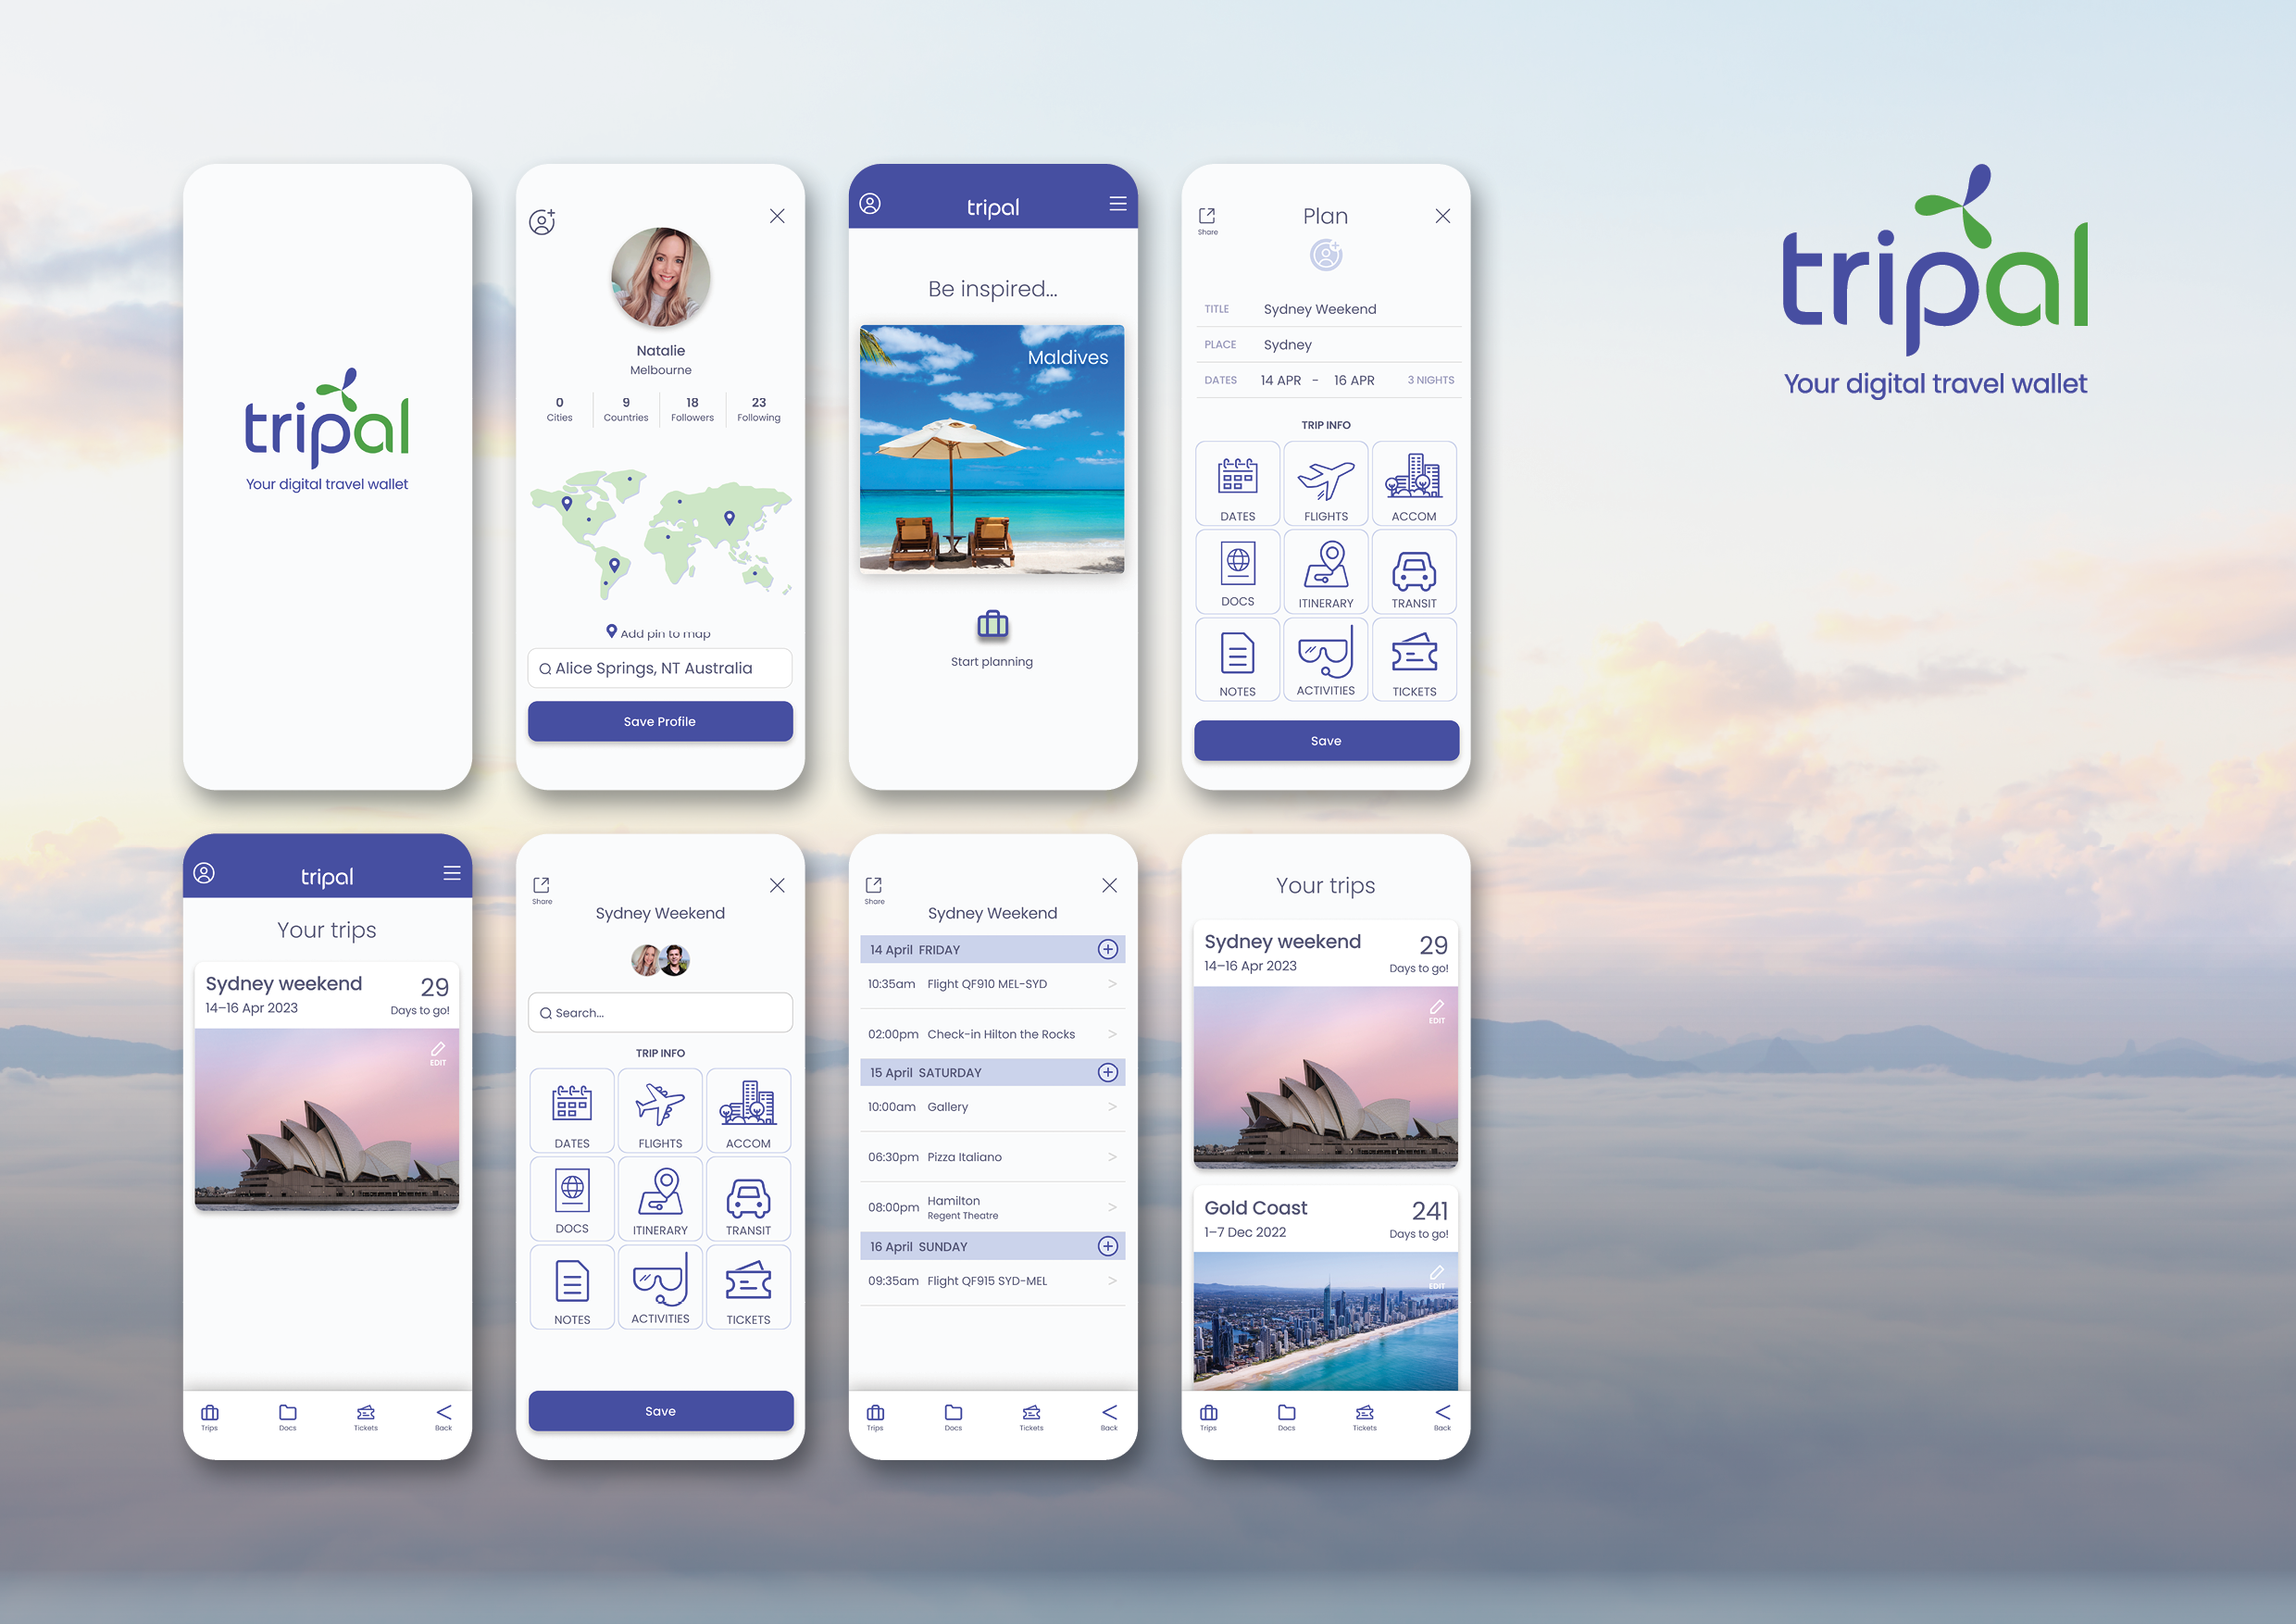 tripal
Your digital travel wallet
Natalie
Melbourne
0
Cities
9
Countries
18
Followers
23
Following
Add pin to map
Alice Springs, NT Australia
Save Profile
tripal
Be inspired...
Maldives
Start planning
Share
Plan
TITLE Sydney Weekend
PLACE Sydney
DATES 14 APR - 16 APR 3 NIGHTS
TRIP INFO
DATES FLIGHTS ACCOM
DOCS ITINERARY TRANSIT
NOTES ACTIVITIES TICKETS
Save
tripal
Your digital travel wallet
tripal
Your trips
Sydney weekend 29
14–16 Apr 2023 Days to go!
EDIT
Trips Docs Tickets Back
Share
Sydney Weekend
Search...
TRIP INFO
DATES FLIGHTS ACCOM
DOCS ITINERARY TRANSIT
NOTES ACTIVITIES TICKETS
Save
Share
Sydney Weekend
14 April FRIDAY
10:35am Flight QF910 MEL-SYD >
02:00pm Check-in Hilton the Rocks >
15 April SATURDAY
10:00am Gallery >
06:30pm Pizza Italiano >
08:00pm Hamilton >
Regent Theatre
16 April SUNDAY
09:35am Flight QF915 SYD-MEL >
Trips Docs Tickets Back
Your trips
Sydney weekend 29
14–16 Apr 2023 Days to go!
EDIT
Gold Coast 241
1–7 Dec 2022 Days to go!
EDIT
Trips Docs Tickets Back